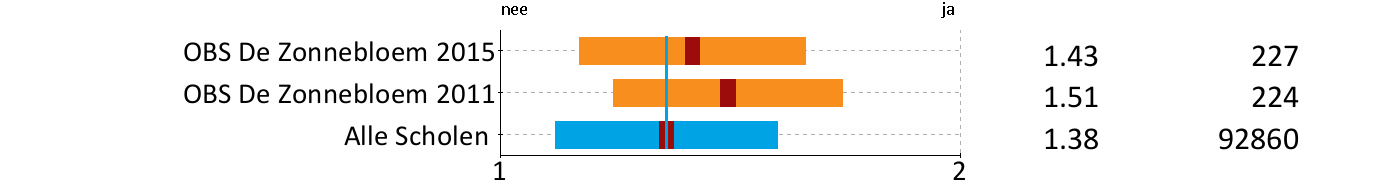 nee ja
OBS De Zonnebloem 2015 1.43 227
OBS De Zonnebloem 2011 1.51 224
Alle Scholen 1.38 92860
1 2